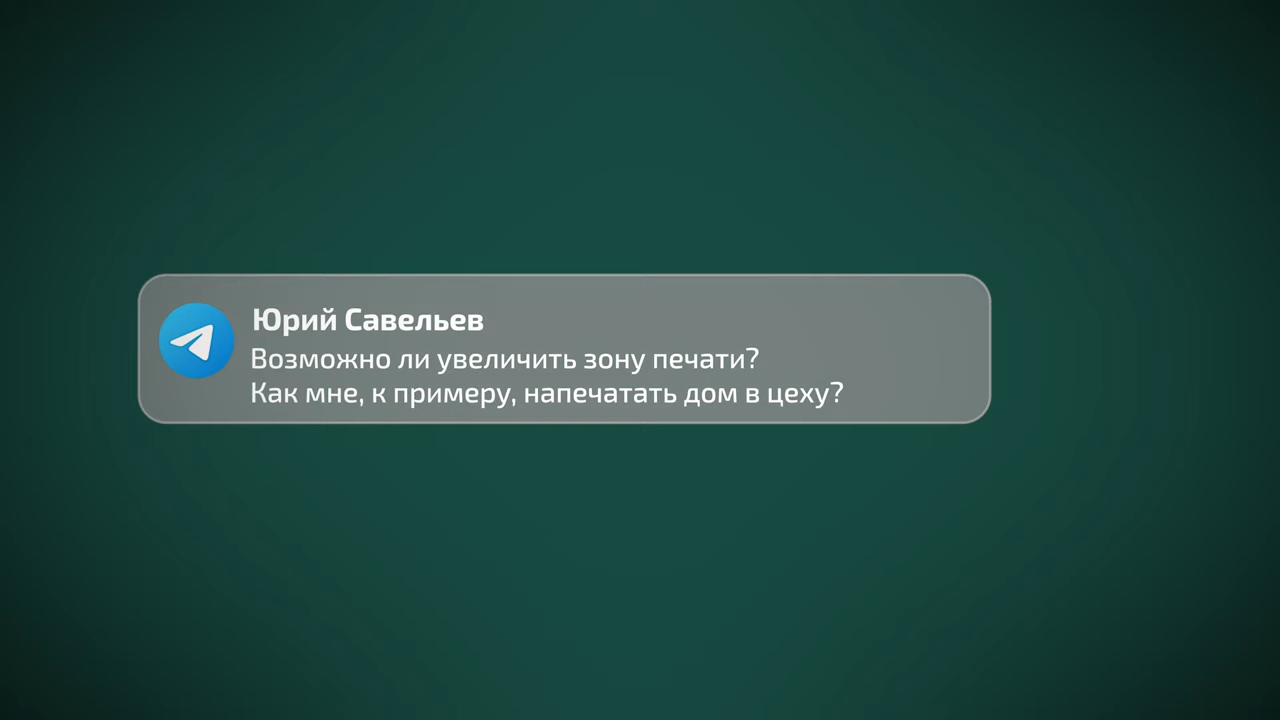 Юрий Савельев
Возможно ли увеличить зону печати?
Как мне, к примеру, напечатать дом в цеху?